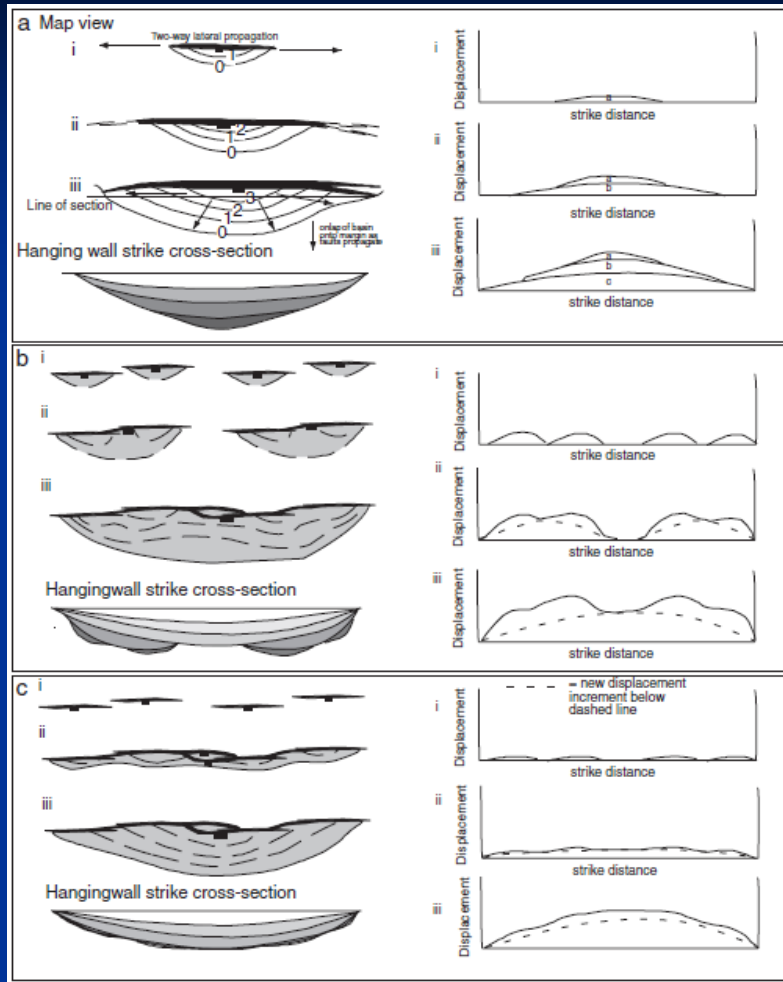 a Map view
i
Two-way lateral propagation
1
0
ii
2
1
0
iii
3
2
1
0
Line of section
onlap of basin
onto margin as
faults propagate
Hanging wall strike cross-section
ii
Displacement
a
strike distance
iii
Displacement
a
b
strike distance
iii
Displacement
a
b
c
strike distance
b
i
ii
iii
Hangingwall strike cross-section
i
Displacement
strike distance
ii
Displacement
strike distance
iii
Displacement
strike distance
c
i
ii
iii
Hangingwall strike cross-section
= new displacement
increment below
dashed line
i
Displacement
strike distance
ii
Displacement
strike distance
iii
Displacement